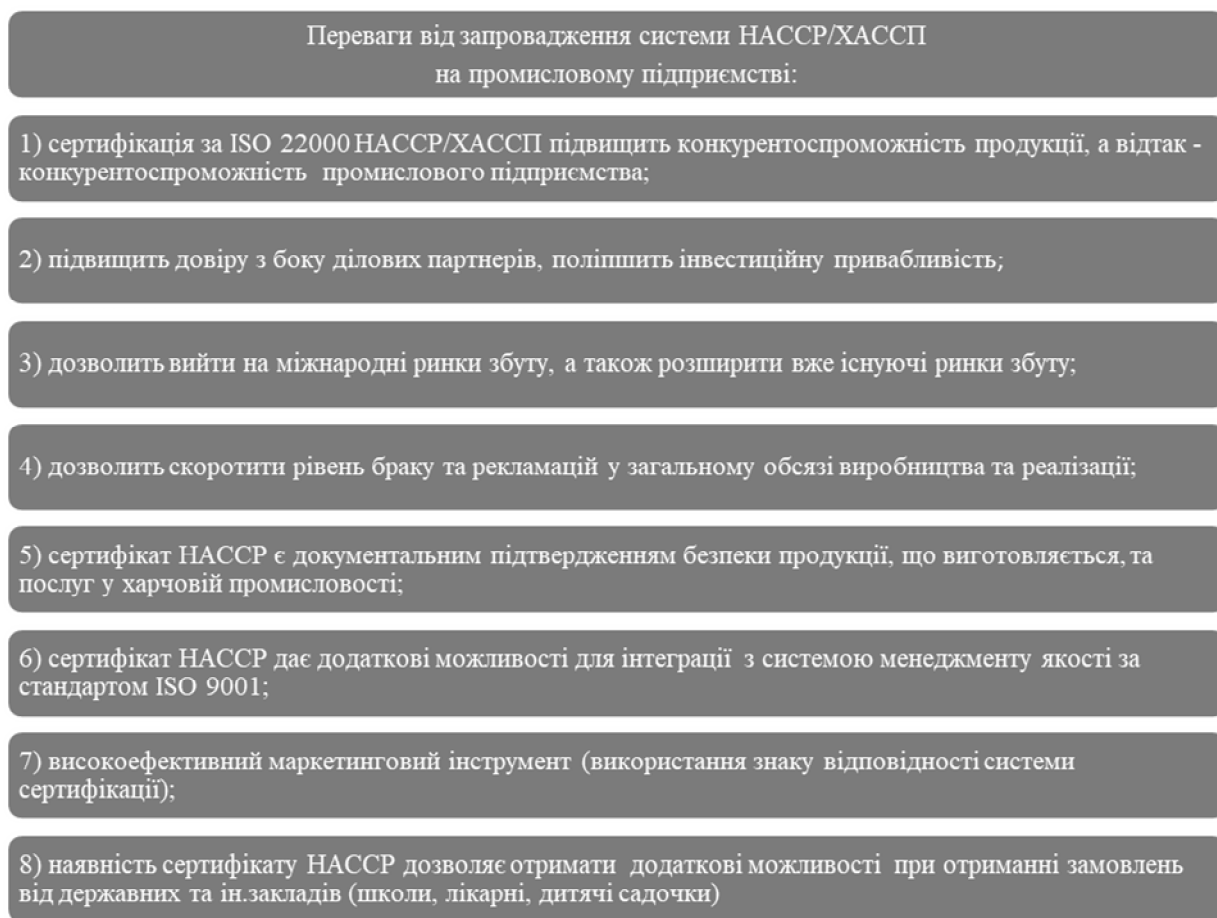 Переваги від запровадження системи НАССР/ХАССП
на промисловому підприємстві:
1) сертифікація за ISO 22000 НАССР/ХАССП підвищить конкурентоспроможність продукції, а відтак -
конкурентоспроможність промислового підприємства;
2) підвищить довіру з боку ділових партнерів, поліпшить інвестиційну привабливість;
3) дозволить вийти на міжнародні ринки збуту, а також розширити вже існуючі ринки збуту;
4) дозволить скоротити рівень браку та рекламацій у загальному обсязі виробництва та реалізації;
5) сертифікат НАССР є документальним підтвердженням безпеки продукції, що виготовляється, та
послуг у харчовій промисловості;
6) сертифікат НАССР дає додаткові можливості для інтеграції з системою менеджменту якості за
стандартом ISO 9001;
7) високоефективний маркетинговий інструмент (використання знаку відповідності системи
сертифікації);
8) наявність сертифікату НАССР дозволяє отримати додаткові можливості при отриманні замовлень
від державних та ін.закладів (школи, лікарні, дитячі садочки)